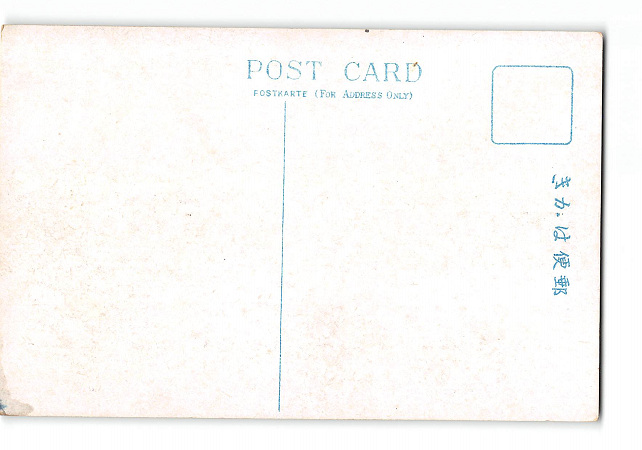 POST CARD
POSTKARTE (FOR ADDRESS ONLY)
きかは便郵